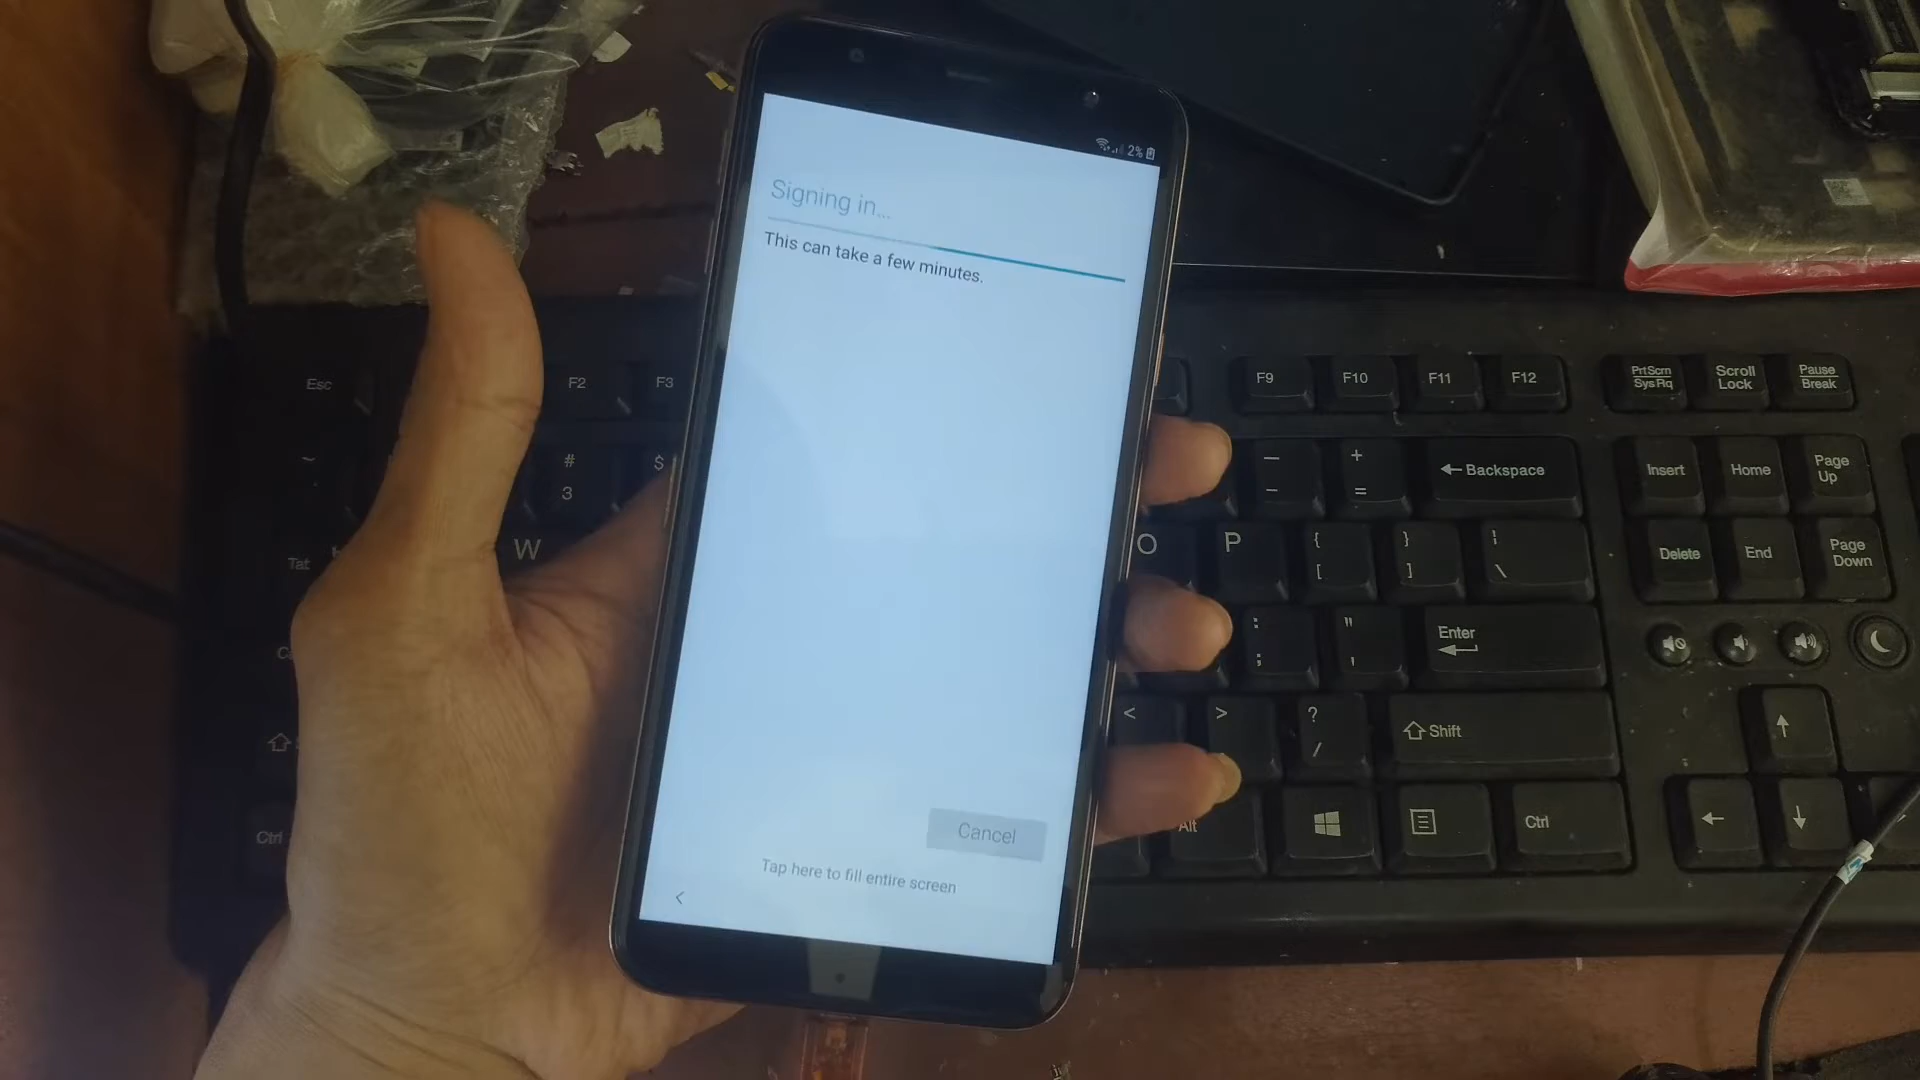 2%
Signing in...
This can take a few minutes.
Cancel
Tap here to fill entire screen
Esc
F2
F3
F9
F10
F11
F12
PrtScrn
SysRq
Scroll
Lock
Pause
Break
#
3
$
_
-
+
=
Backspace
Insert
Home
Page
Up
W
O
P
{
[
}
]
\
Delete
End
Page
Down
:
;
"
'
Enter
<
>
?
/
Shift
Ctrl
Alt
Ctrl